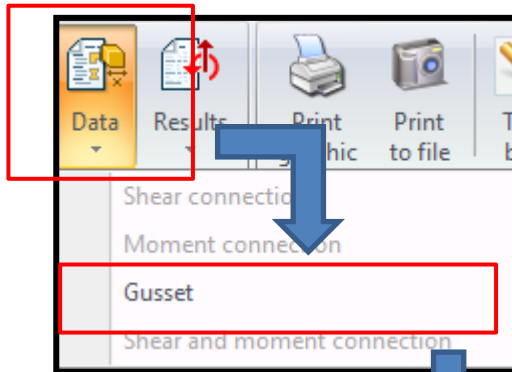 Data Results Print Print
to file
Shear connection
Moment connection
Gusset
Shear and moment connection